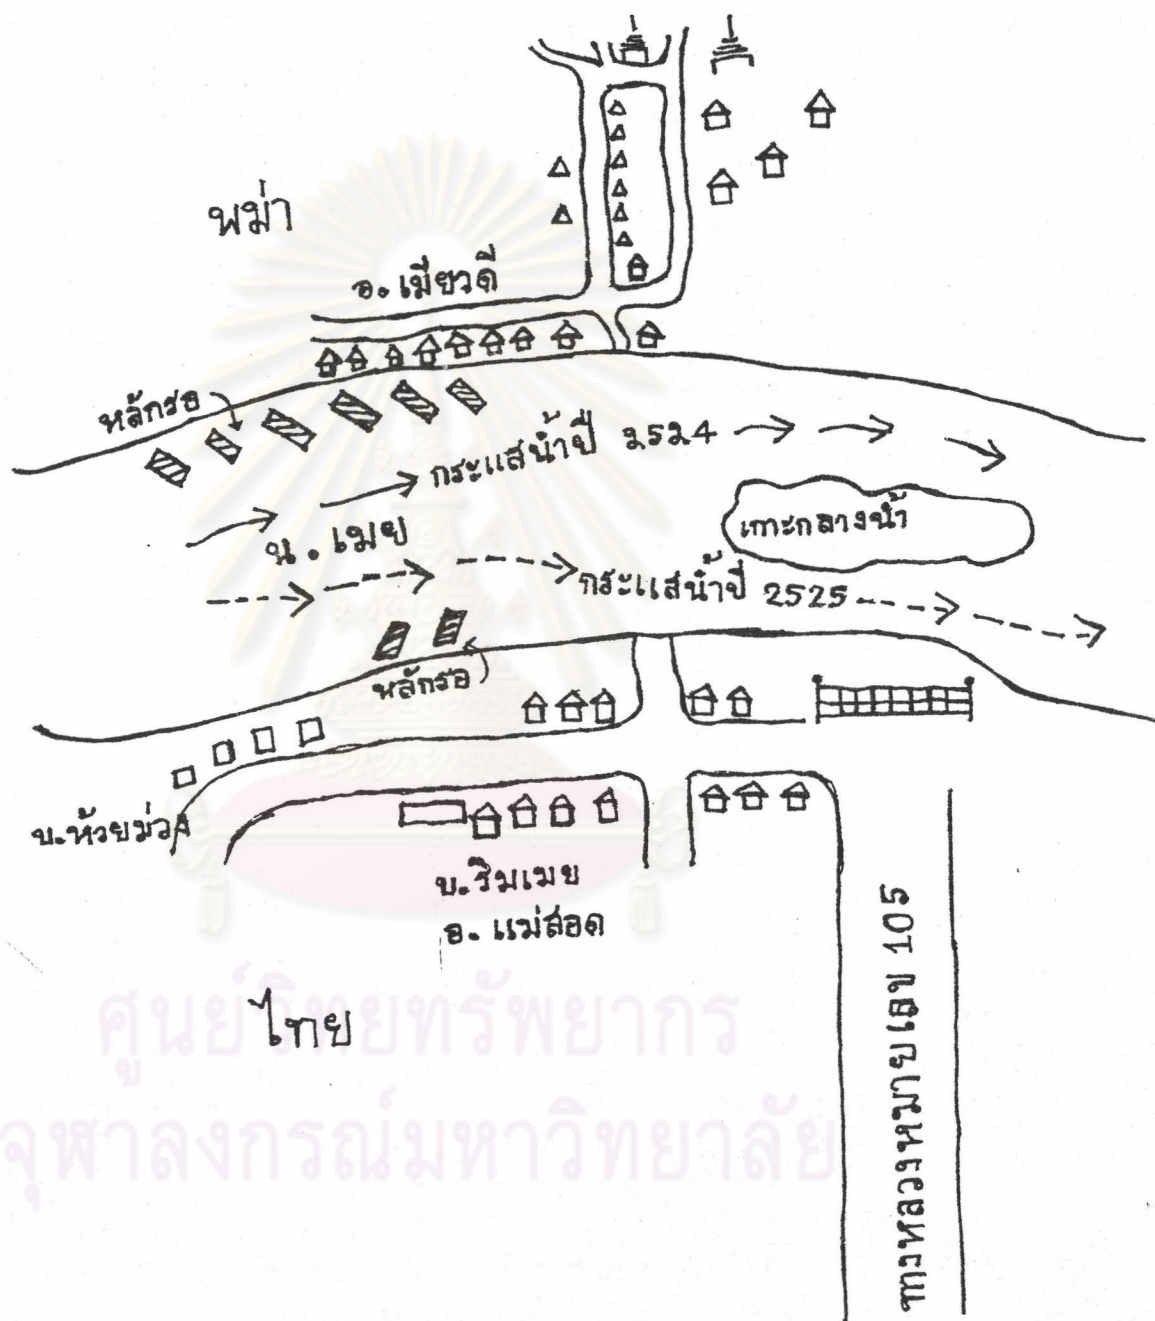 พม่า
อ. เมียวดี
หลักรอ
กระแสน้ำปี 2524
เกาะกลางน้ำ
น. เมย
กระแสน้ำปี 2525
หลักรอ
บ.ห้วยม่วง
บ.ริมเมย
อ. แม่สอด
ไทย
ทางหลวงหมายเลข 105
ศูนย์วิทยทรัพยากร
จุฬาลงกรณ์มหาวิทยาลัย